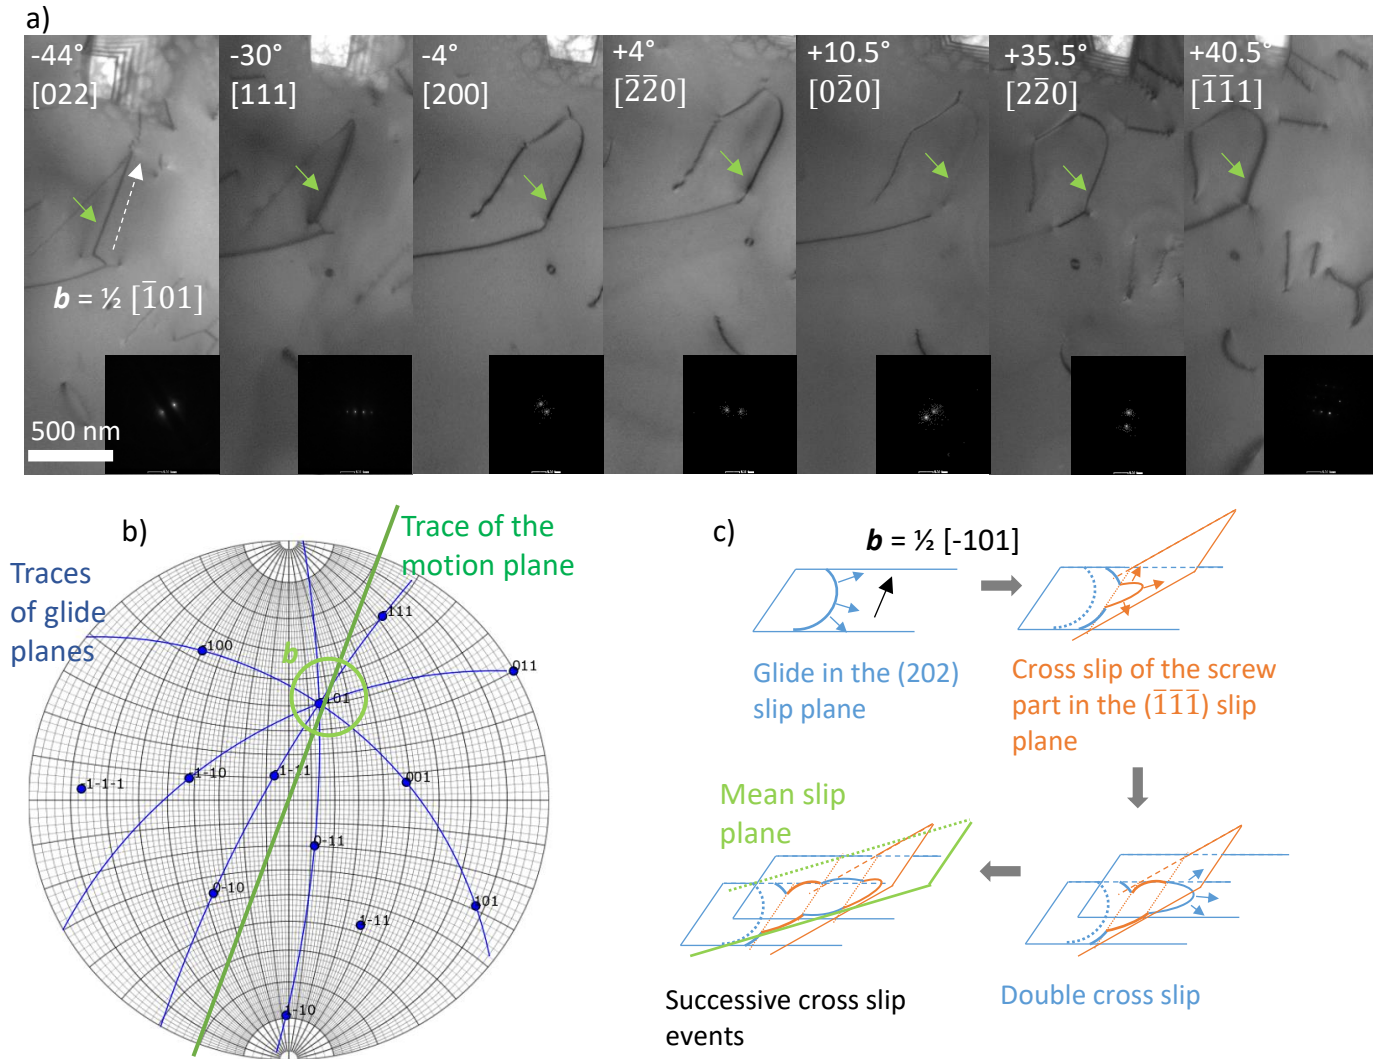 a)
-44°
[022]
-30°
[111]
-4°
[200]
+4°
[2̅2̅0]
+10.5°
[02̅0]
+35.5°
[22̅0]
+40.5°
[1̅1̅1]
b = ½ [1̅01]
500 nm
b)
Traces
of glide
planes
Trace of the
motion plane
b
111
100
011
-101
1-10
1-11
001
-1-1-1
0-11
0-10
101
1-11
1-10
c)
b = ½ [-101]
Glide in the (202)
slip plane
Cross slip of the screw
part in the (1̅1̅1̅) slip
plane
Mean slip
plane
Successive cross slip
events
Double cross slip